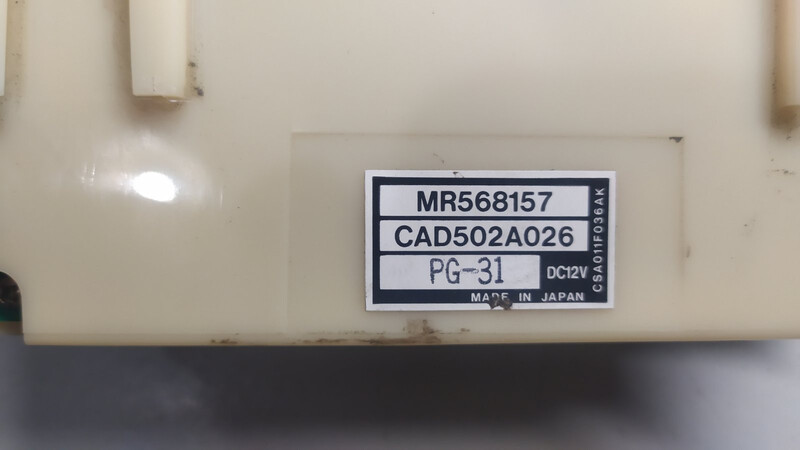 MR568157
CAD502A026
PG-31
DC12V
MADE IN JAPAN
CSA011F036AK